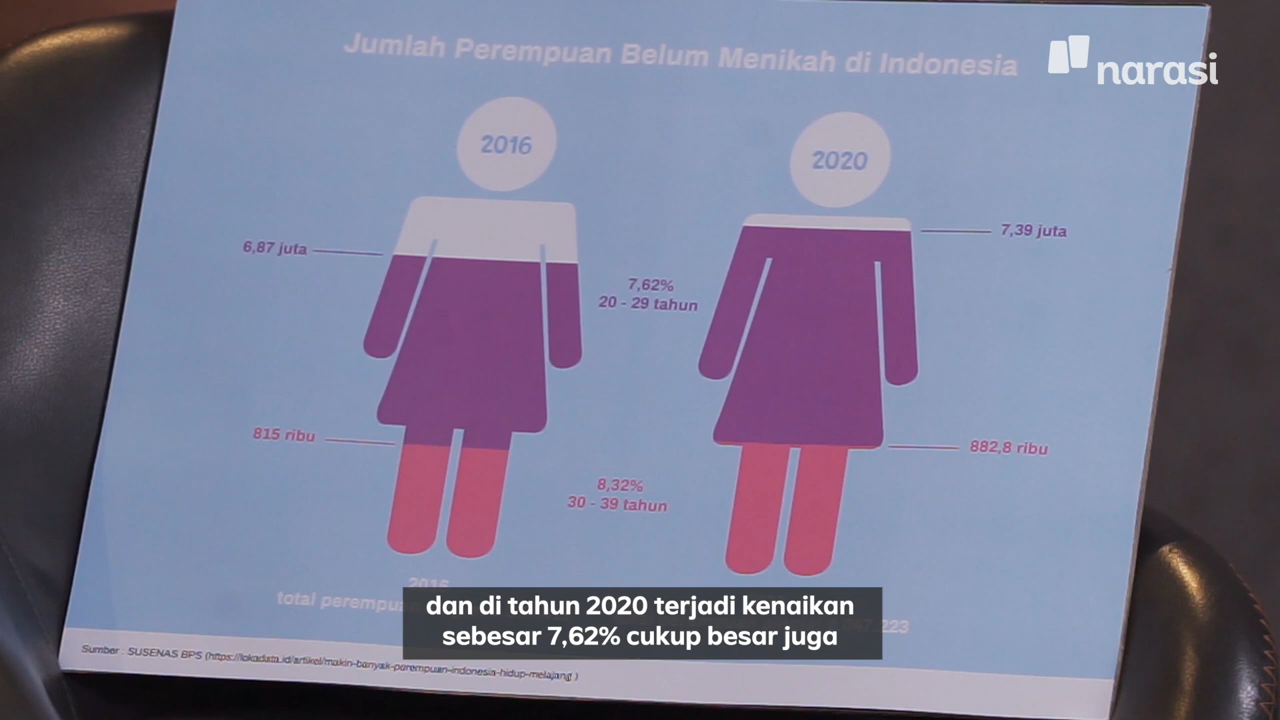 Jumlah Perempuan Belum Menikah di Indonesia
narasi
2016
2020
6,87 juta
7,39 juta
7,62%
20 - 29 tahun
815 ribu
882,8 ribu
8,32%
30 - 39 tahun
2016
total
223
dan di tahun 2020 terjadi kenaikan
sebesar 7,62% cukup besar juga
Sumber : SUSENAS BPS (https://lokadata.id/artikel/makin-banyak-perempuan-indonesia-hidup-melajang )